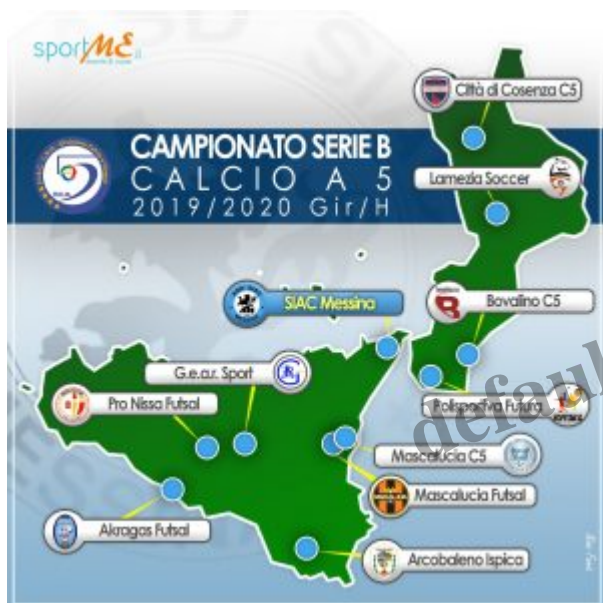 sportME.it
CAMPIONATO SERIE B
CALCIO A 5
2019/2020 Gir/H
Città di Cosenza C5
Lamezia Soccer
SIAC Messina
Bovalino C5
G.e.a.r. Sport
Pro Nissa Futsal
Polisportiva Futura
Mascalucia C5
Mascalucia Futsal
Akragas Futsal
Arcobaleno Ispica
default